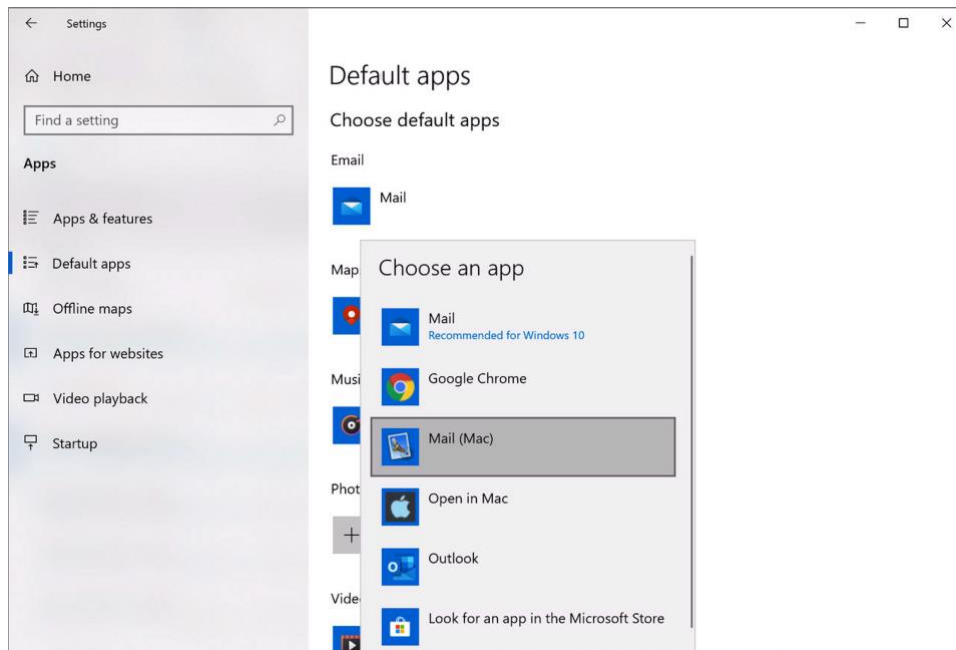 Settings
Home
Find a setting
Apps
Apps & features
Default apps
Offline maps
Apps for websites
Video playback
Startup
Default apps
Choose default apps
Email
Mail
Map
Musi
Phot
Vide
Choose an app
Mail
Recommended for Windows 10
Google Chrome
Mail (Mac)
Open in Mac
Outlook
Look for an app in the Microsoft Store